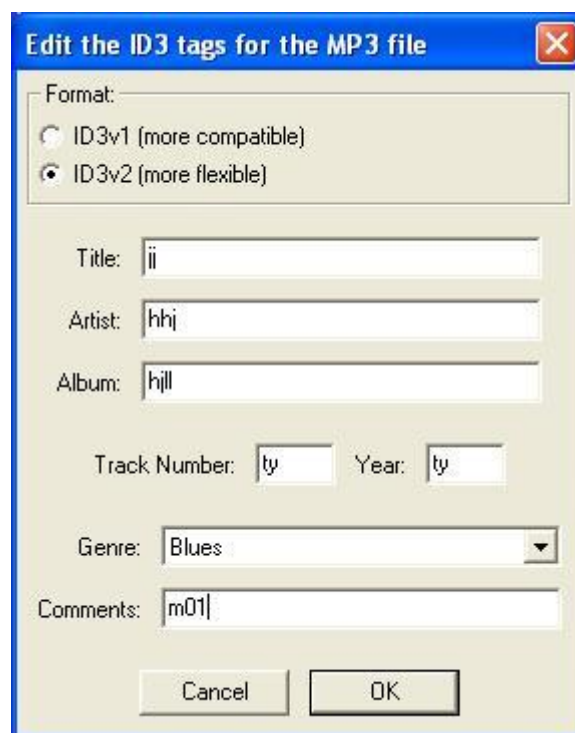 Edit the ID3 tags for the MP3 file
Format:
ID3v1 (more compatible)
ID3v2 (more flexible)
Title: jj
Artist: hhj
Album: hjll
Track Number: ty Year: ty
Genre: Blues
Comments: m01
Cancel OK